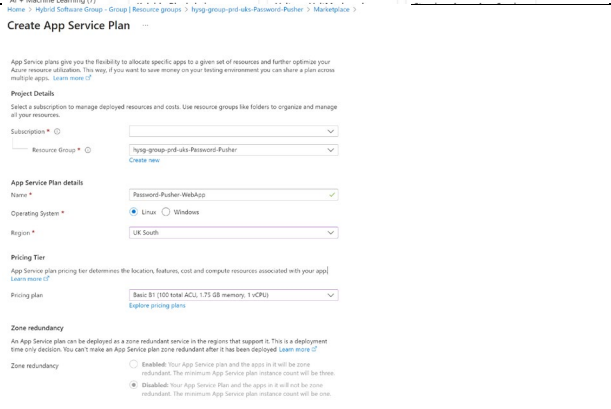 Home > Hybrid Software Group - Group | Resource groups > hysg-group-prd-uks-Password-Pusher > Marketplace >
Create App Service Plan ...
App Service plans give you the flexibility to allocate specific apps to a given set of resources and further optimize your
Azure resource utilization. This way, if you want to save money on your testing environment you can share a plan across
multiple apps. Learn more
Project Details
Select a subscription to manage deployed resources and costs. Use resource groups like folders to organize and manage
all your resources.
Subscription *
Resource Group *
hysg-group-prd-uks-Password-Pusher
Create new
App Service Plan details
Name *
Password-Pusher-WebApp
Operating System *
Linux
Windows
Region *
UK South
Pricing Tier
App Service plan pricing tier determines the location, features, cost and compute resources associated with your app.
Learn more
Pricing plan
Basic B1 (100 total ACU, 1.75 GB memory, 1 vCPU)
Explore pricing plans
Zone redundancy
An App Service plan can be deployed as a zone redundant service in the regions that support it. This is a deployment
time only decision. You can't make an App Service plan zone redundant after it has been deployed Learn more
Zone redundancy
Enabled: Your App Service plan and the apps in it will be zone
redundant. The minimum App Service plan instance count will be three.
Disabled: Your App Service Plan and the apps in it will not be zone
redundant. The minimum App Service plan instance count will be one.